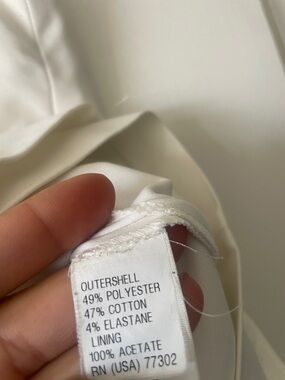 OUTERSHELL
49% POLYESTER
47% COTTON
4% ELASTANE
LINING
100% ACETATE
RN (USA) 77302